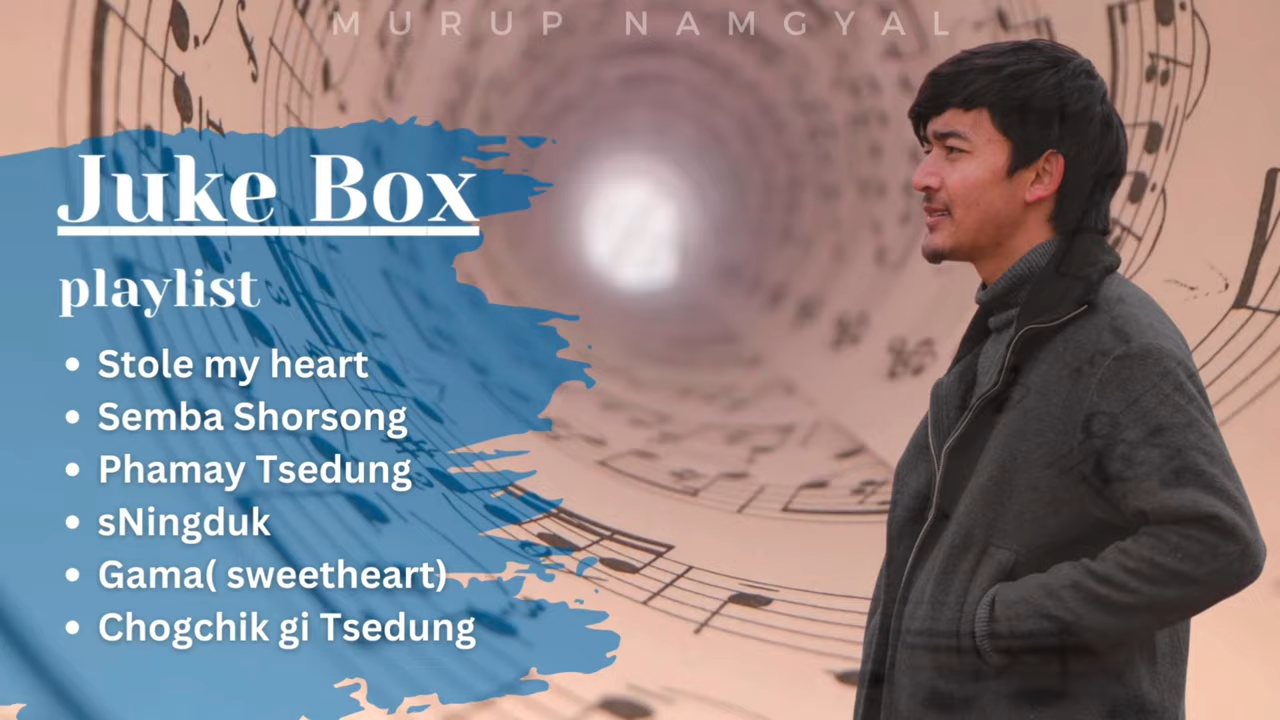 MURUP NAMGYAL
Juke Box
playlist
• Stole my heart
• Semba Shorsong
• Phamay Tsedung
• sNingduk
• Gama( sweetheart)
• Chogchik gi Tsedung